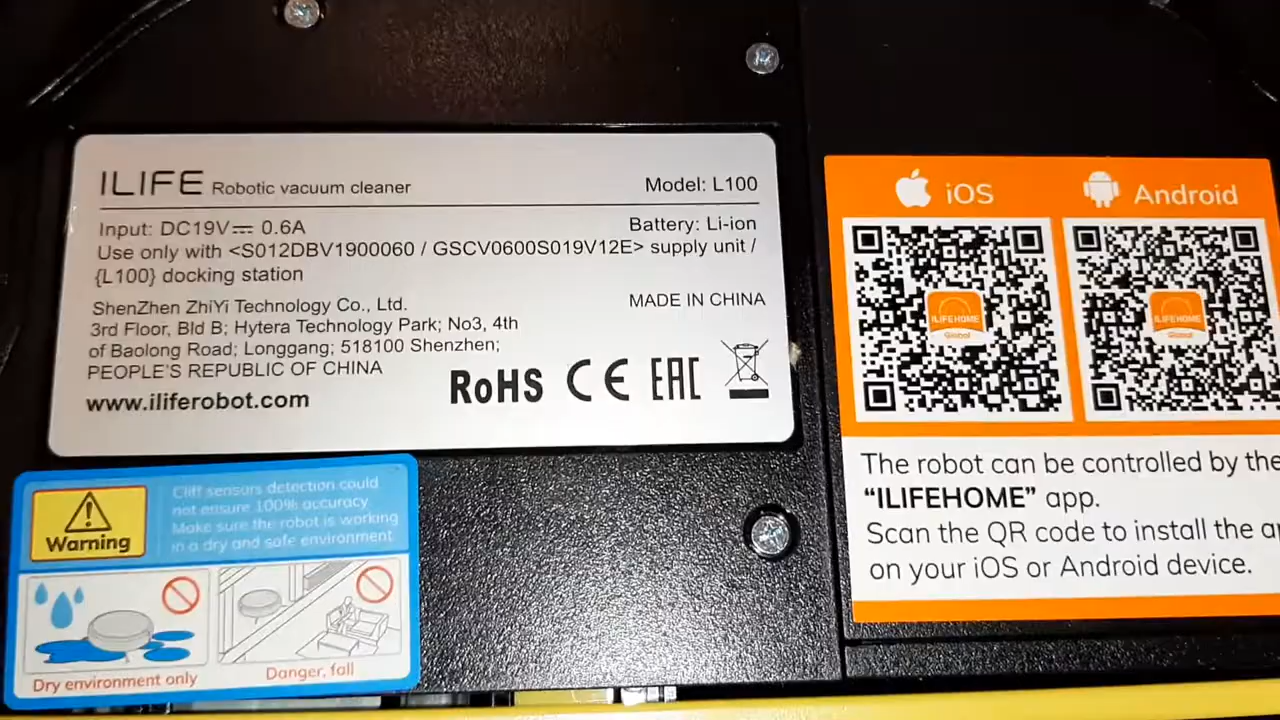 ILIFE Robotic vacuum cleaner Model: L100
Input: DC19V⎓ 0.6A Battery: Li-ion
Use only with <S012DBV1900060 / GSCV0600S019V12E> supply unit /
{L100} docking station
ShenZhen ZhiYi Technology Co., Ltd. MADE IN CHINA
3rd Floor, Bld B; Hytera Technology Park; No3, 4th
of Baolong Road; Longgang; 518100 Shenzhen;
PEOPLE'S REPUBLIC OF CHINA
www.iliferobot.com
RoHS CE EAC
Warning
Cliff sensors detection could
not ensure 100% accuracy
Make sure the robot is working
in a dry and safe environment
Dry environment only
Danger, fall
iOS
Android
ILIFEHOME
Global
ILIFEHOME
Global
The robot can be controlled by the
“ILIFEHOME” app.
Scan the QR code to install the
on your iOS or Android device.